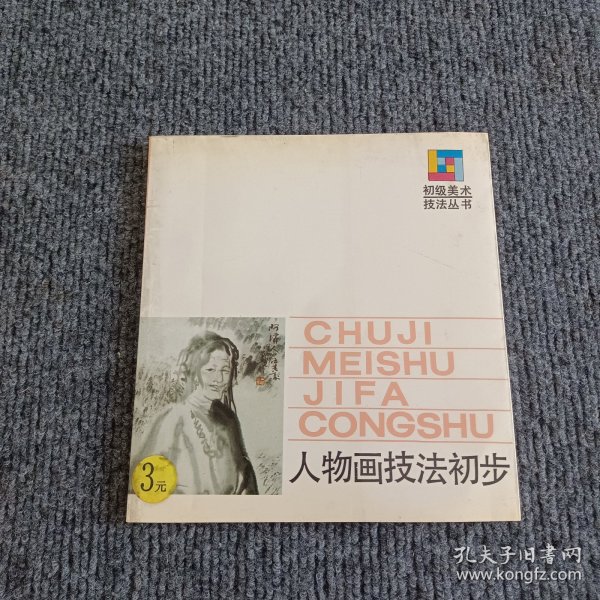 初级美术
技法丛书
CHUJI
MEISHU
JIFA
CONGSHU
人物画技法初步
3元
孔夫子旧书网
www.kongfz.com